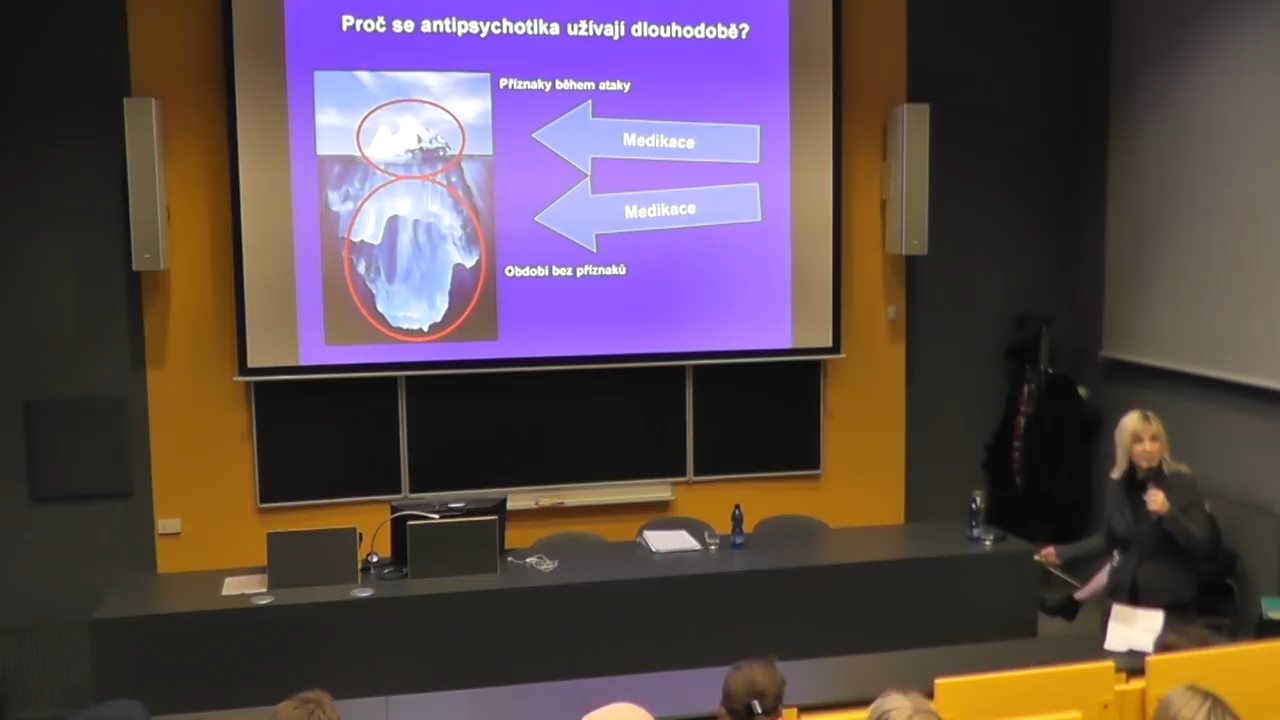 Proč se antipsychotika užívají dlouhodobě?
Příznaky během ataky
Medikace
Medikace
Období bez příznaků